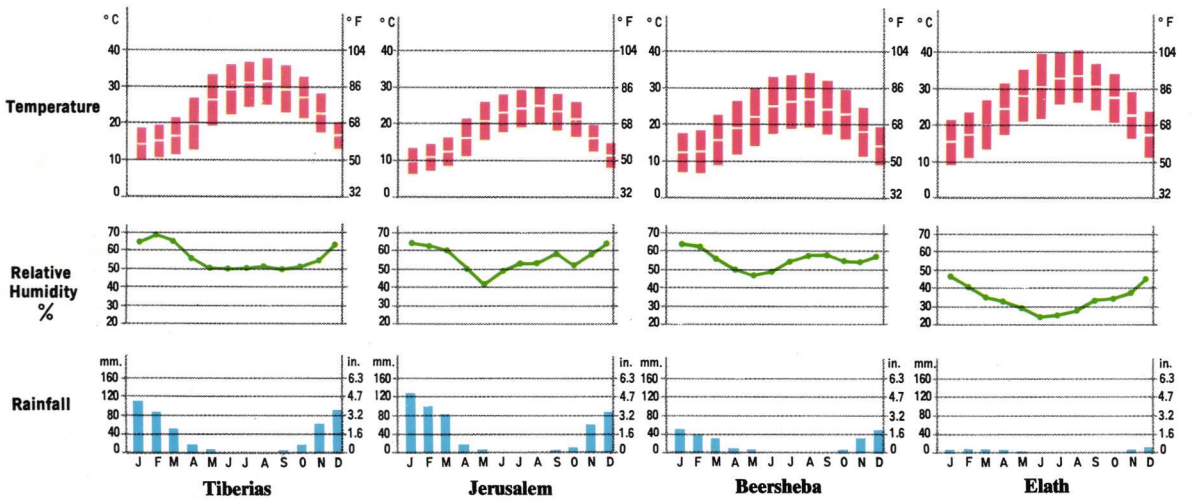 °C °F °C °F °C °F °C °F
40 104 40 104 40 104 40 104
30 86 30 86 30 86 30 86
Temperature
20 68 20 68 20 68 20 68
10 50 10 50 10 50 10 50
0 32 0 32 0 32 0 32
70 70 70 70
60 60 60 60
Relative
Humidity
%
50 50 50 50
40 40 40 40
30 30 30 30
20 20 20 20
mm. in. mm. in. mm. in. mm. in.
160 6.3 160 6.3 160 6.3 160 6.3
120 4.7 120 4.7 120 4.7 120 4.7
Rainfall
80 3.2 80 3.2 80 3.2 80 3.2
40 1.6 40 1.6 40 1.6 40 1.6
0 0 0 0
J F M A M J J A S O N D J F M A M J J A S O N D J F M A M J J A S O N D J F M A M J J A S O N D
Tiberias Jerusalem Beersheba Elath